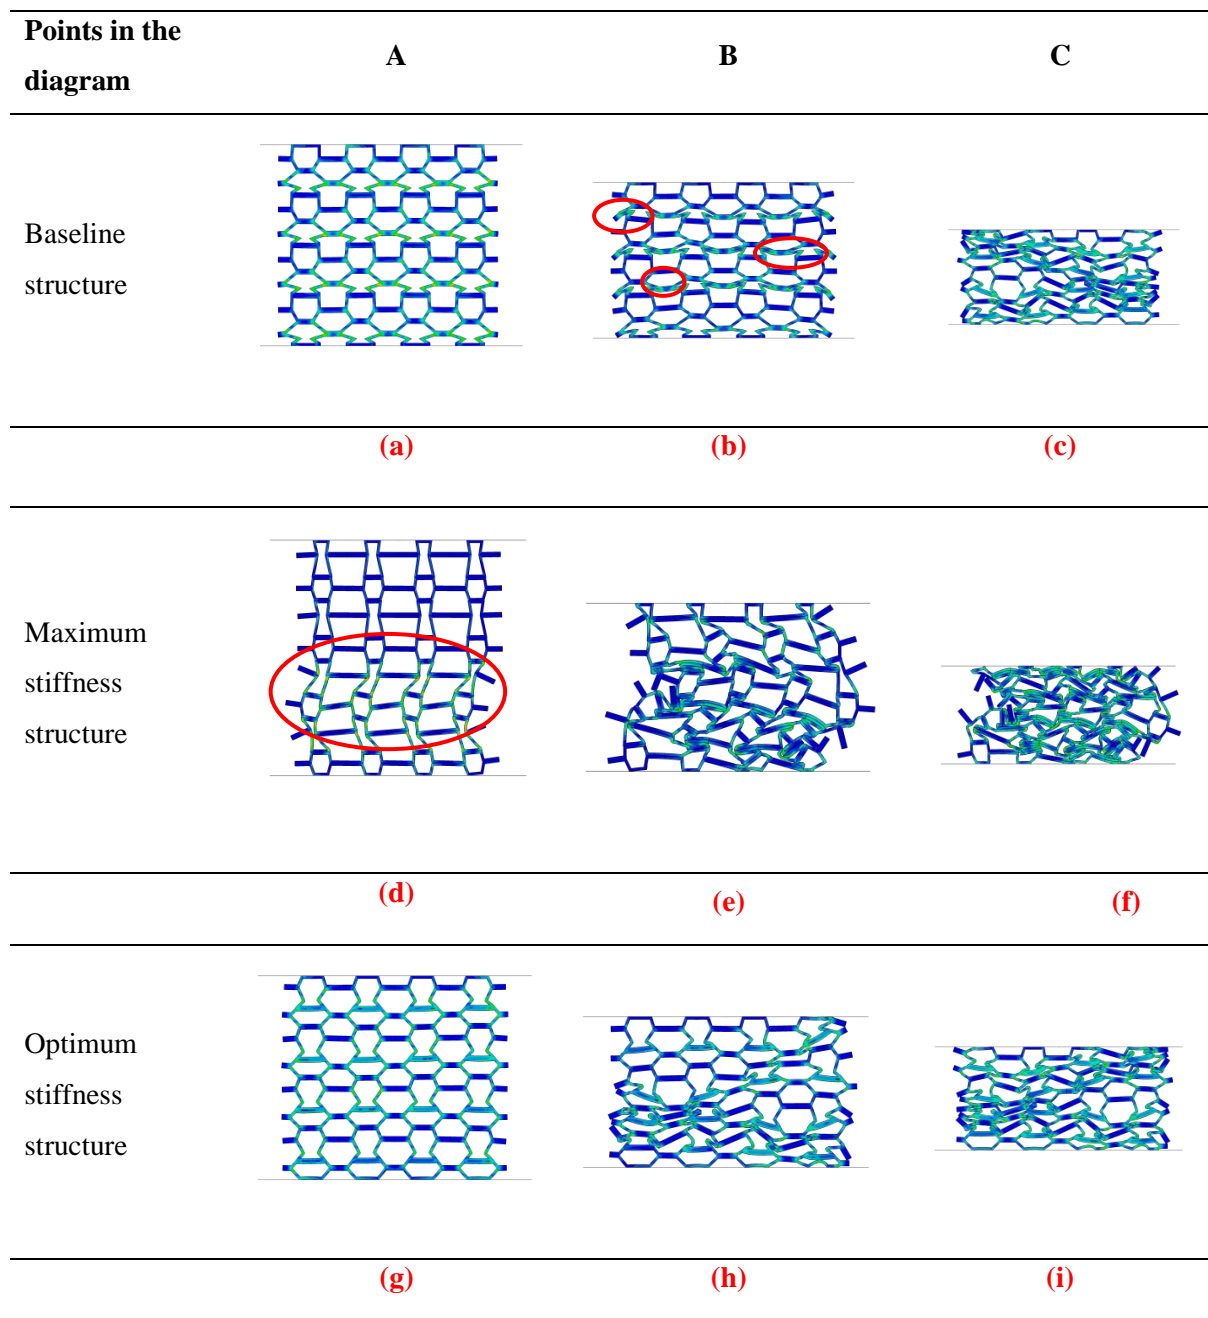 Points in the
diagram
A
B
C
Baseline
structure
(a)
(b)
(c)
Maximum
stiffness
structure
(d)
(e)
(f)
Optimum
stiffness
structure
(g)
(h)
(i)